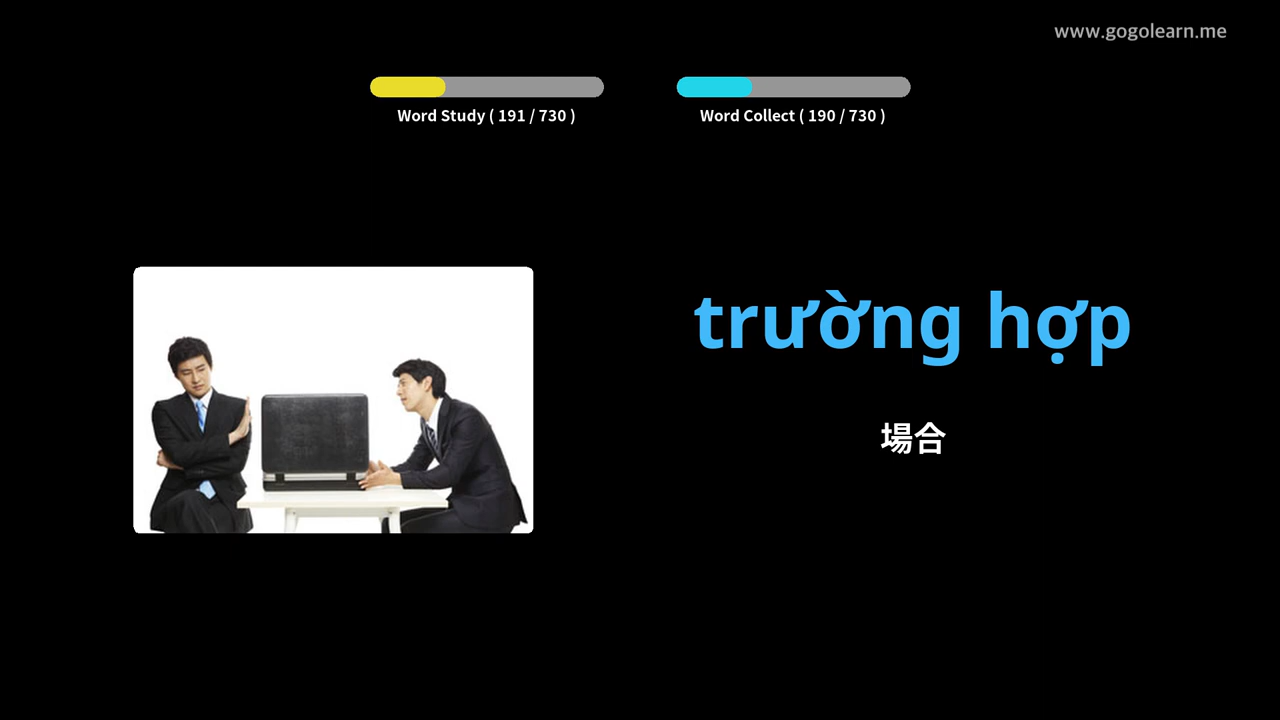 www.gogolearn.me
Word Study ( 191 / 730 )
Word Collect ( 190 / 730 )
trường hợp
場合